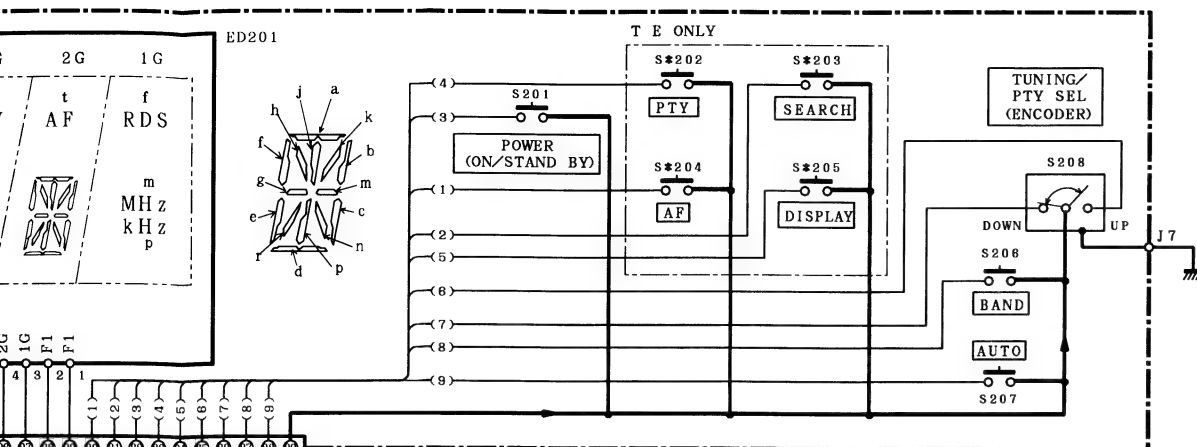 T E ONLY
ED201
2G 1G
t f
AF RDS
m
MHz
kHz
p
h j a k
f b
g m
e c
r d p n
S*202
PTY
S*203
SEARCH
S201
POWER
(ON/STAND BY)
S*204
AF
S*205
DISPLAY
TUNING/
PTY SEL
(ENCODER)
S208
DOWN UP
J7
S206
BAND
AUTO
S207
(4)
(3)
(1)
(2)
(5)
(6)
(7)
(8)
(9)
2G 1G F1 F1
4 3 2 1
(1) (2) (3) (4) (5) (6) (7) (8) (9)